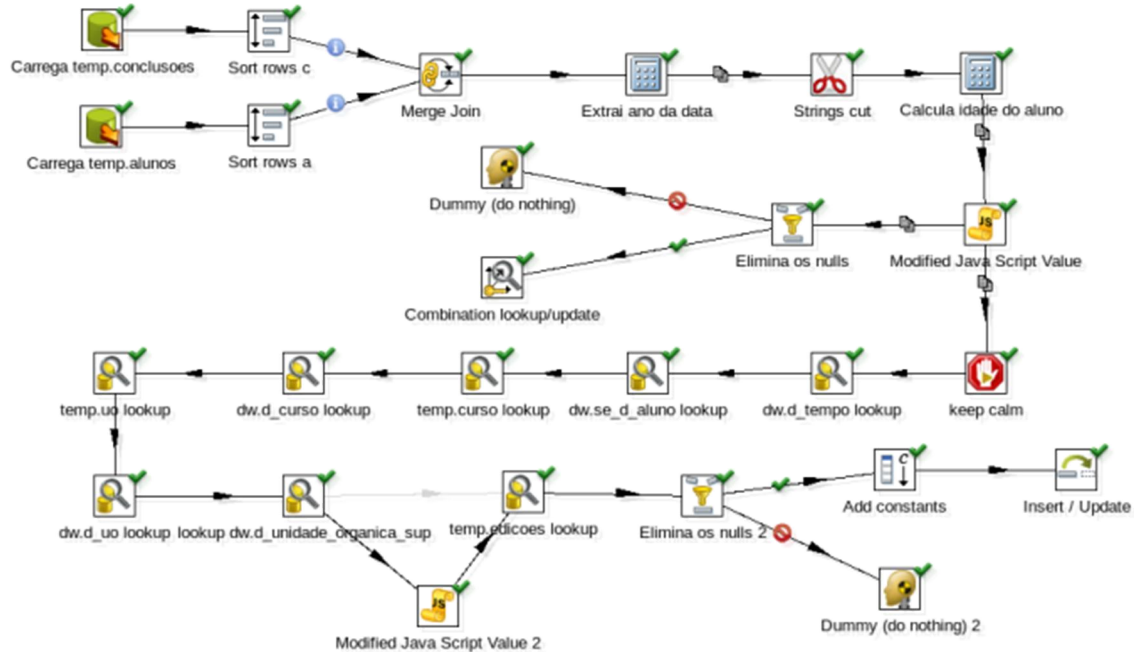 Carrega temp.conclusoes
Sort rows c
Merge Join
Extrai ano da data
Strings cut
Calcula idade do aluno
Carrega temp.alunos
Sort rows a
Dummy (do nothing)
Elimina os nulls
Modified Java Script Value
Combination lookup/update
temp.uo lookup
dw.d_curso lookup
temp.curso lookup
dw.se_d_aluno lookup
dw.d_tempo lookup
keep calm
dw.d_uo lookup
lookup dw.d_unidade_organica_sup
temp.edicoes lookup
Elimina os nulls 2
Add constants
Insert / Update
Modified Java Script Value 2
Dummy (do nothing) 2